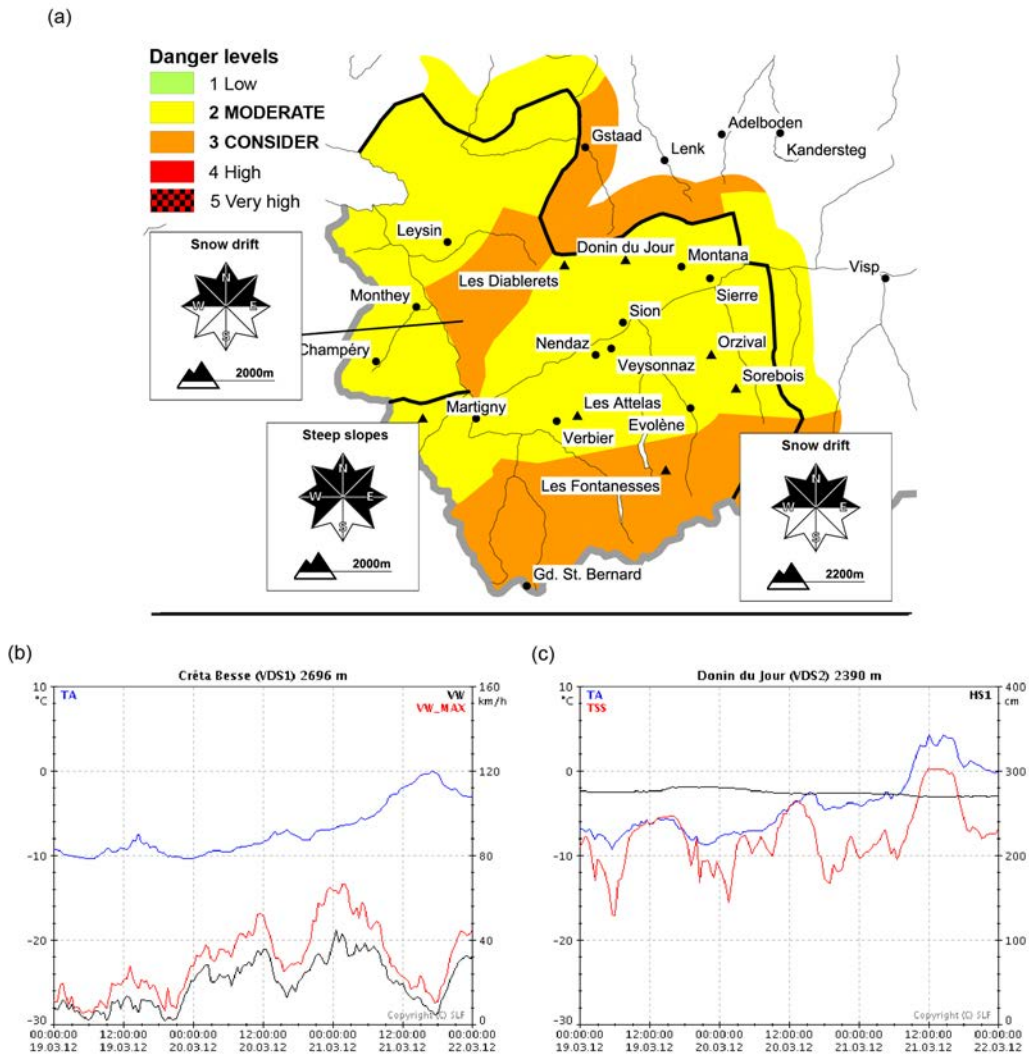 (a)
Danger levels
1 Low
2 MODERATE
3 CONSIDER
4 High
5 Very high
Gstaad
Lenk
Adelboden
Kandersteg
Leysin
Donin du Jour
Montana
Visp
Les Diablerets
Sierre
Monthey
Sion
Champéry
Nendaz
Veysonnaz
Orzival
Sorebois
Martigny
Les Attelas
Verbier
Evolène
Les Fontanesses
Gd. St. Bernard
Snow drift
N
W E
S
2000m
Steep slopes
N
W E
S
2000m
Snow drift
N
W E
S
2200m
(b)
Crêta Besse (VDS1) 2696 m
10
°C
TA
VW
VW_MAX
160
km/h
0
120
-10
80
-20
40
-30
0
Copyright (C) SLF
00:00:00 12:00:00 00:00:00 12:00:00 00:00:00 12:00:00 00:00:00
19.03.12 19.03.12 20.03.12 20.03.12 21.03.12 21.03.12 22.03.12
(c)
Donin du Jour (VDS2) 2390 m
10
°C
TA
TSS
HS1
400
cm
0
300
-10
200
-20
100
-30
0
Copyright (C) SLF
00:00:00 12:00:00 00:00:00 12:00:00 00:00:00 12:00:00 00:00:00
19.03.12 19.03.12 20.03.12 20.03.12 21.03.12 21.03.12 22.03.12